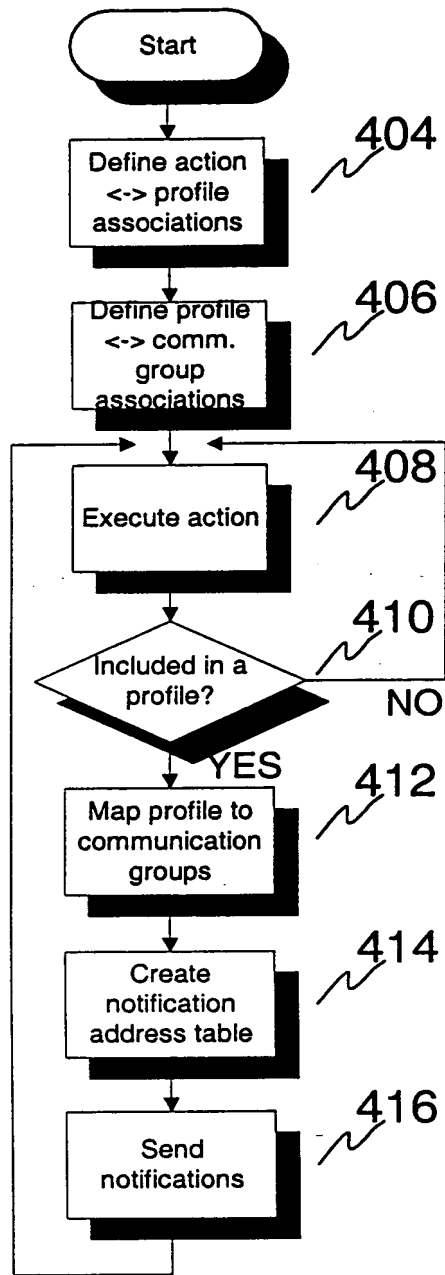 Start
404
Define action
<-> profile
associations
406
Define profile
<-> comm.
group
associations
408
Execute action
410
Included in a
profile?
NO
YES
412
Map profile to
communication
groups
414
Create
notification
address table
416
Send
notifications